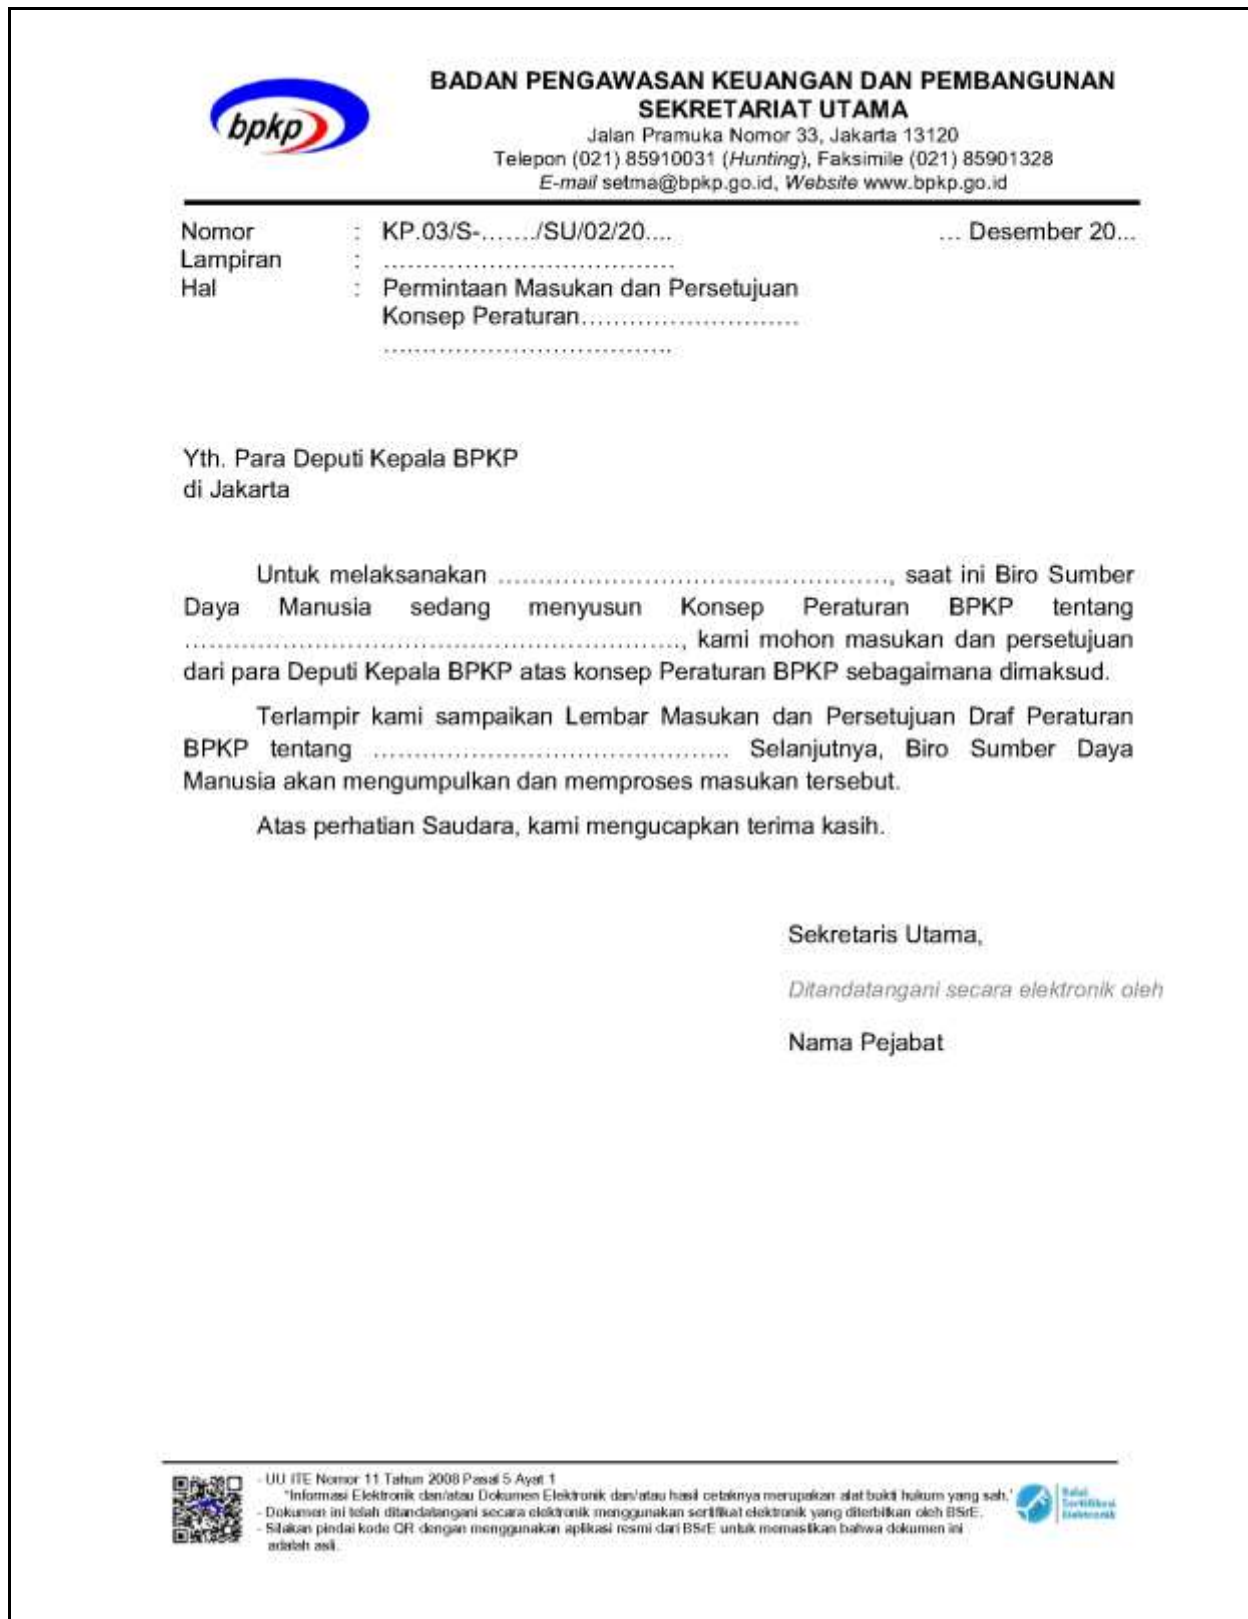 bpkp
BADAN PENGAWASAN KEUANGAN DAN PEMBANGUNAN
SEKRETARIAT UTAMA
Jalan Pramuka Nomor 33, Jakarta 13120
Telepon (021) 85910031 (Hunting), Faksimile (021) 85901328
E-mail setma@bpkp.go.id, Website www.bpkp.go.id
Nomor : KP.03/S-......./SU/02/20.... ... Desember 20...
Lampiran : ....................................
Hal : Permintaan Masukan dan Persetujuan
Konsep Peraturan...........................
....................................
Yth. Para Deputi Kepala BPKP
di Jakarta
Untuk melaksanakan ................................................, saat ini Biro Sumber
Daya Manusia sedang menyusun Konsep Peraturan BPKP tentang
............................................................., kami mohon masukan dan persetujuan
dari para Deputi Kepala BPKP atas konsep Peraturan BPKP sebagaimana dimaksud.
Terlampir kami sampaikan Lembar Masukan dan Persetujuan Draf Peraturan
BPKP tentang ............................................ Selanjutnya, Biro Sumber Daya
Manusia akan mengumpulkan dan memproses masukan tersebut.
Atas perhatian Saudara, kami mengucapkan terima kasih.
Sekretaris Utama,
Ditandatangani secara elektronik oleh
Nama Pejabat
- UU ITE Nomor 11 Tahun 2008 Pasal 5 Ayat 1
"Informasi Elektronik dan/atau Dokumen Elektronik dan/atau hasil cetaknya merupakan alat bukti hukum yang sah."
- Dokumen ini telah ditandatangani secara elektronik menggunakan sertifikat elektronik yang diterbitkan oleh BSrE.
- Silakan pindai kode QR dengan menggunakan aplikasi resmi dari BSrE untuk memastikan bahwa dokumen ini
adalah asli.
Balai
Sertifikasi
Elektronik